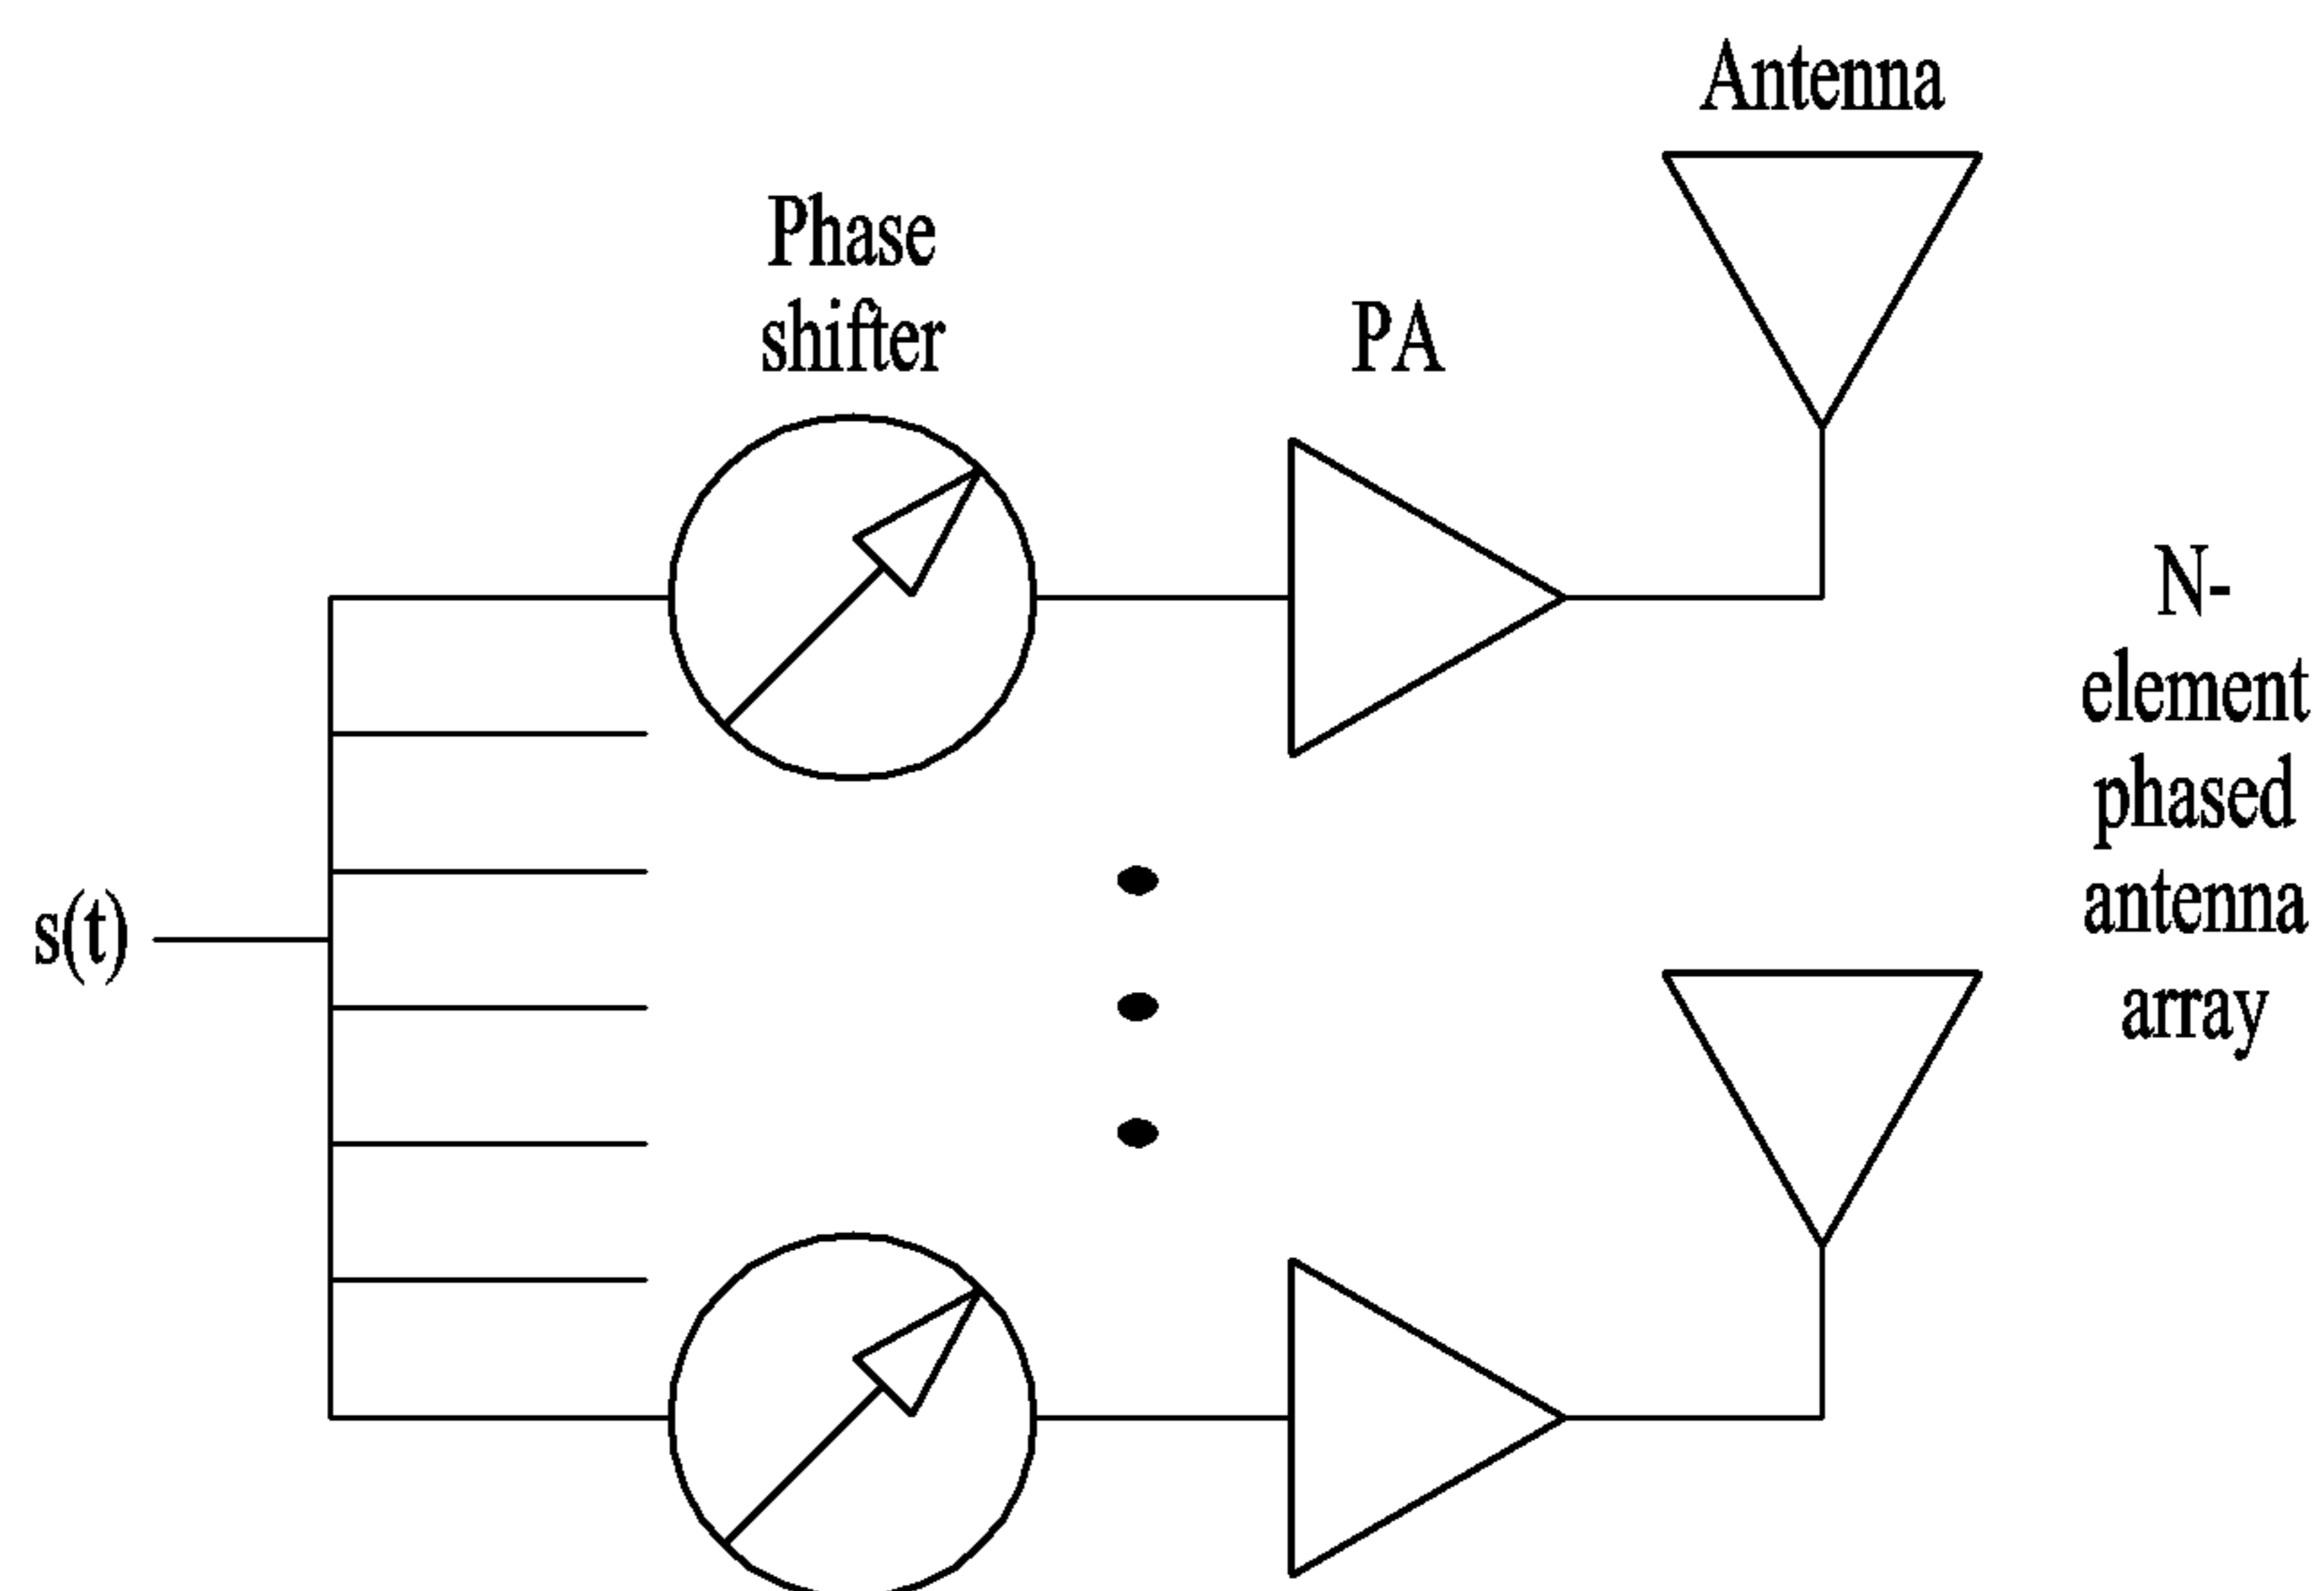 Antenna
Phase
shifter
PA
N-
element
phased
antenna
array
s(t)